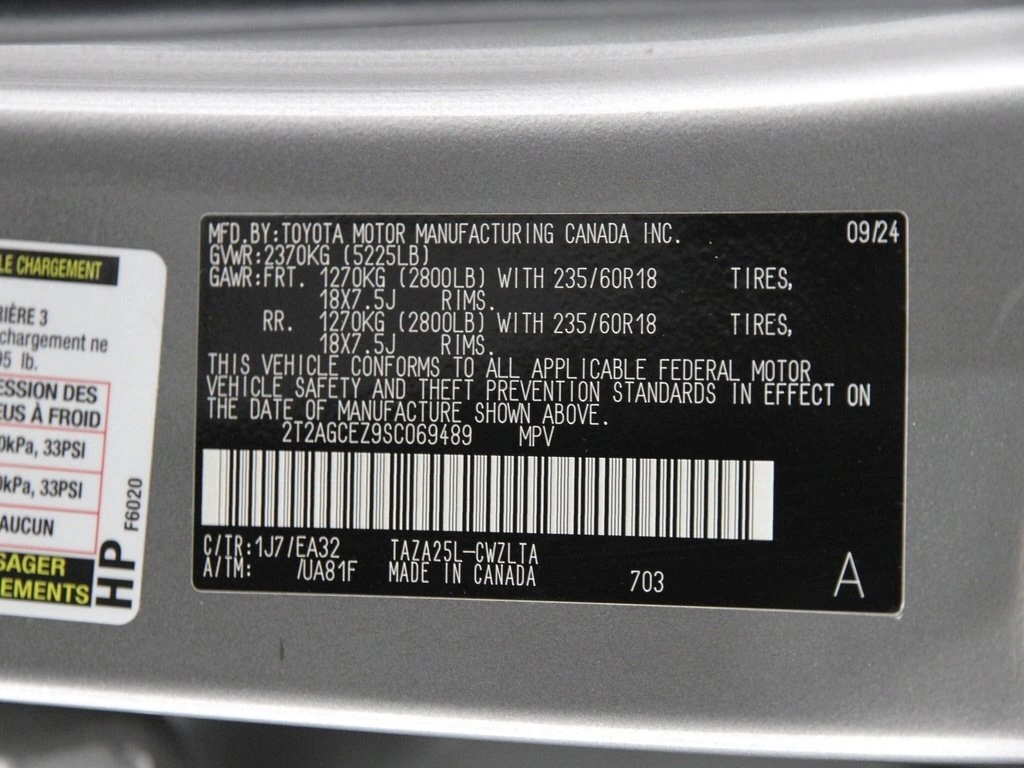 LE CHARGEMENT
RIÈRE 3
chargement ne
95 lb.
ESSION DES
EUS À FROID
0kPa, 33PSI
0kPa, 33PSI
AUCUN
SAGER
EMENTS
HP
F6020
MFD.BY:TOYOTA MOTOR MANUFACTURING CANADA INC. 09/24
GVWR:2370KG (5225LB)
GAWR:FRT. 1270KG (2800LB) WITH 235/60R18 TIRES,
18X7.5J RIMS.
RR. 1270KG (2800LB) WITH 235/60R18 TIRES,
18X7.5J RIMS.
THIS VEHICLE CONFORMS TO ALL APPLICABLE FEDERAL MOTOR
VEHICLE SAFETY AND THEFT PREVENTION STANDARDS IN EFFECT ON
THE DATE OF MANUFACTURE SHOWN ABOVE.
2T2AGCEZ9SC069489 MPV
C/TR:1J7/EA32 TAZA25L-CWZLTA
A/TM: /UA81F MADE IN CANADA 703 A